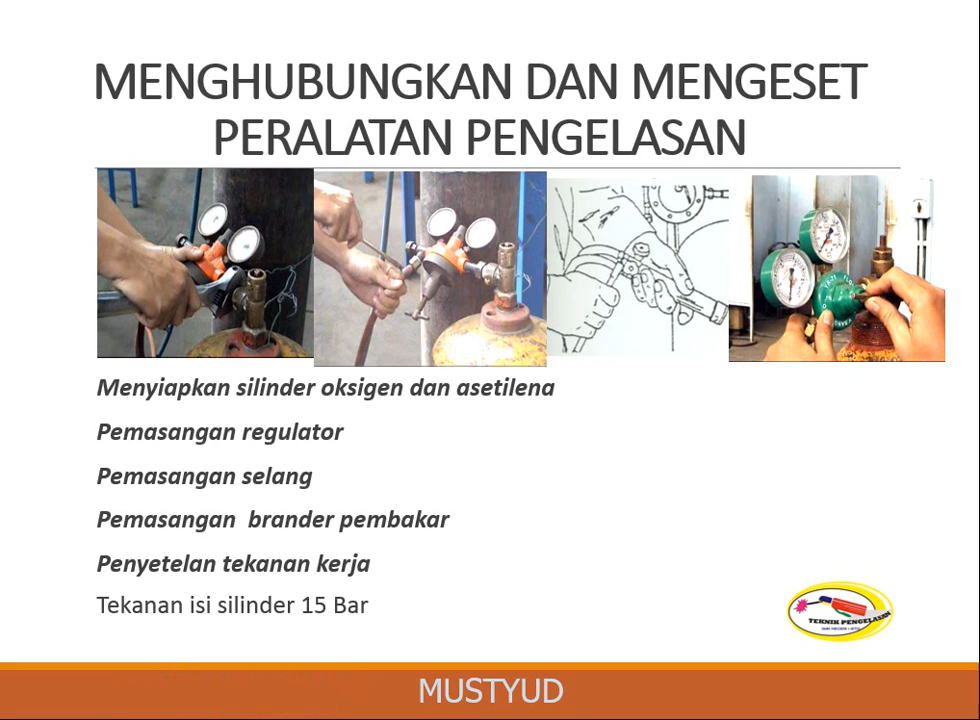 MENGHUBUNGKAN DAN MENGESET
PERALATAN PENGELASAN
Menyiapkan silinder oksigen dan asetilena
Pemasangan regulator
Pemasangan selang
Pemasangan  brander pembakar
Penyetelan tekanan kerja
Tekanan isi silinder 15 Bar
TEKNIK PENGELASAN
MUSTYUD